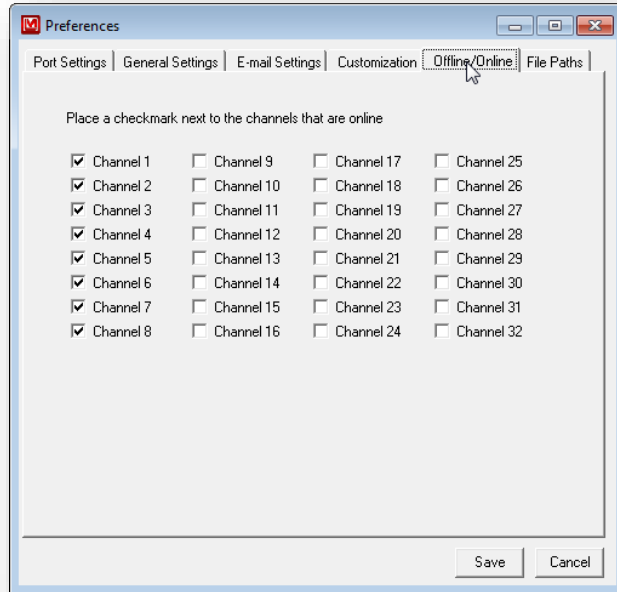 M Preferences
Port Settings General Settings E-mail Settings Customization Offline/Online File Paths
Place a checkmark next to the channels that are online
Channel 1 Channel 9 Channel 17 Channel 25
Channel 2 Channel 10 Channel 18 Channel 26
Channel 3 Channel 11 Channel 19 Channel 27
Channel 4 Channel 12 Channel 20 Channel 28
Channel 5 Channel 13 Channel 21 Channel 29
Channel 6 Channel 14 Channel 22 Channel 30
Channel 7 Channel 15 Channel 23 Channel 31
Channel 8 Channel 16 Channel 24 Channel 32
Save Cancel